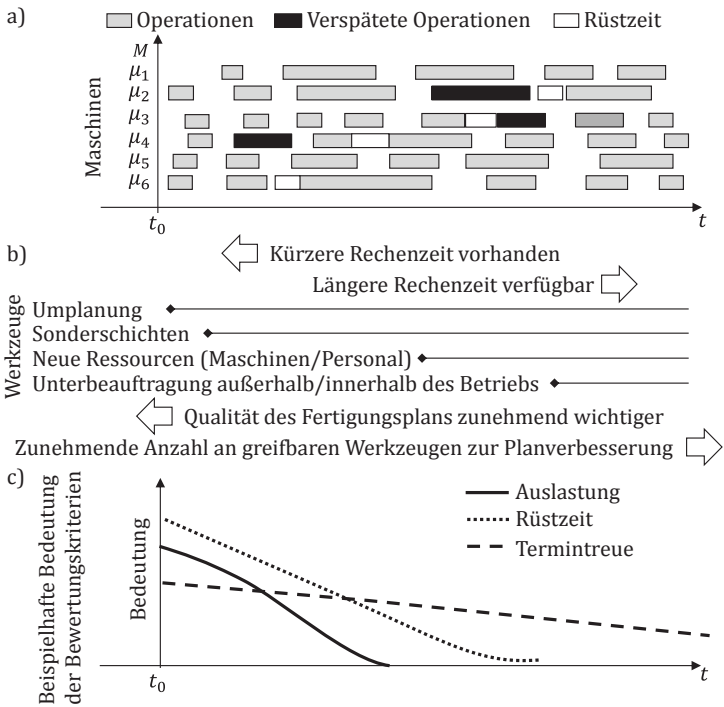 a)
Operationen
Verspätete Operationen
Rüstzeit
Maschinen
M
μ1
μ2
μ3
μ4
μ5
μ6
t0
t
b)
Kürzere Rechenzeit vorhanden
Längere Rechenzeit verfügbar
Werkzeuge
Umplanung
Sonderschichten
Neue Ressourcen (Maschinen/Personal)
Unterbeauftragung außerhalb/innerhalb des Betriebs
Qualität des Fertigungsplans zunehmend wichtiger
Zunehmende Anzahl an greifbaren Werkzeugen zur Planverbesserung
c)
Beispielhafte Bedeutung
der Bewertungskriterien
Bedeutung
Auslastung
Rüstzeit
Termintreue
t0
t